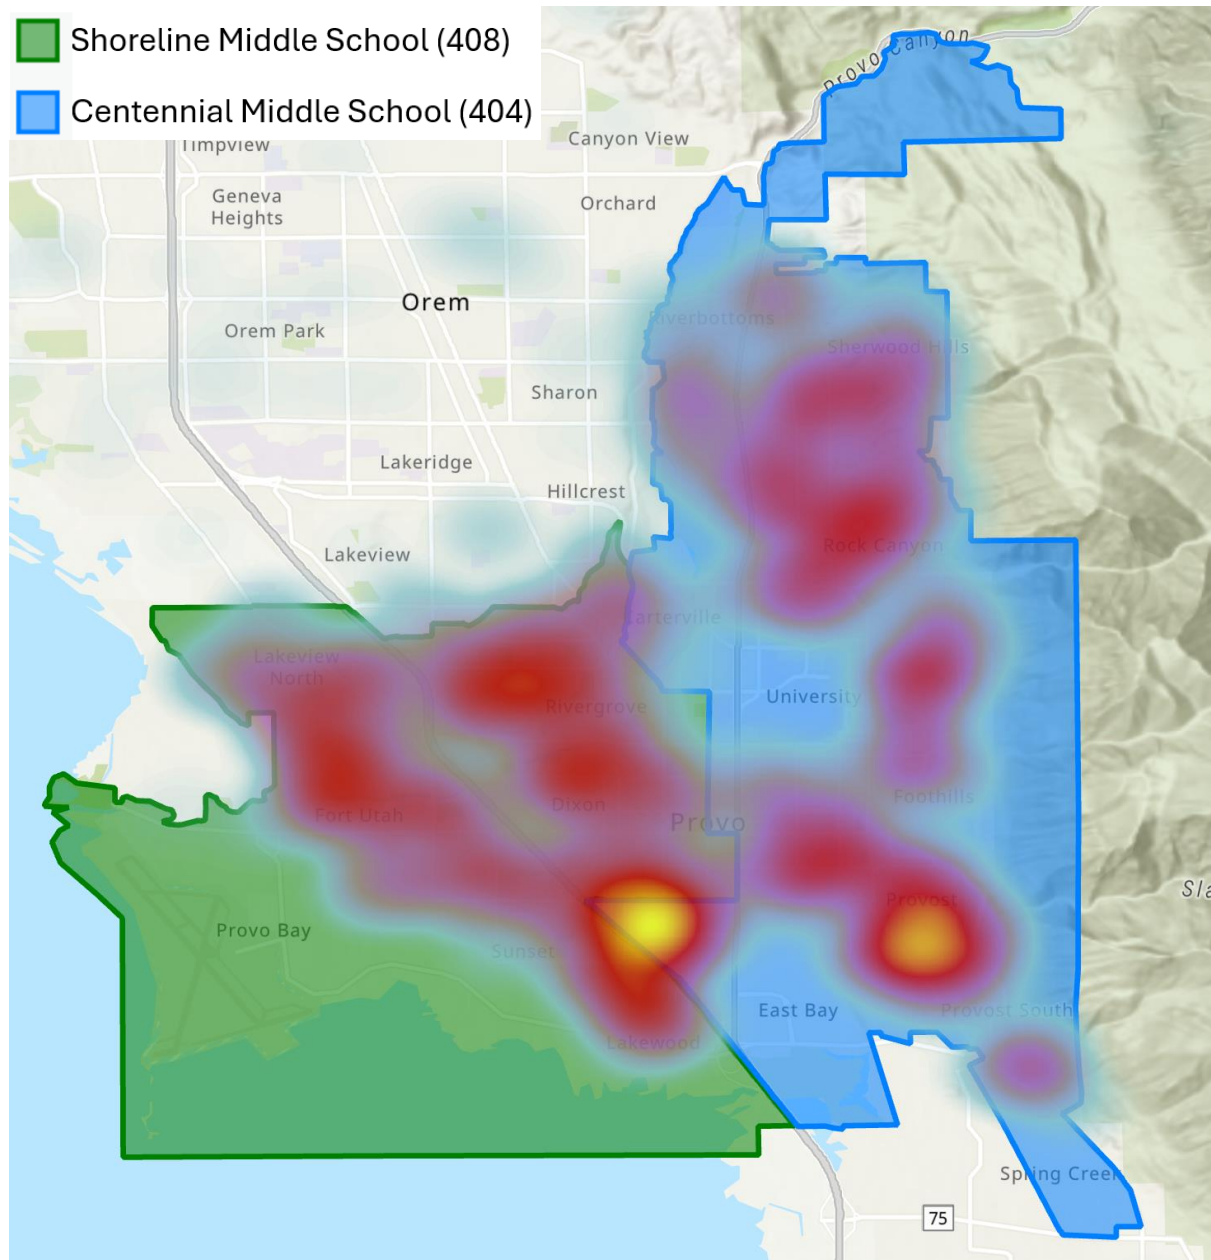 Shoreline Middle School (408)
Centennial Middle School (404)
Provo Canyon
Timpview
Canyon View
Geneva
Heights
Orchard
Orem
Riverbottoms
Orem Park
Sherwood Hills
Sharon
Lakeridge
Hillcrest
Lakeview
Rock Canyon
Carterville
Lakeview
North
University
Rivergrove
Foothills
Dixon
Fort Utah
Provo
Provost
Provo Bay
Sunset
East Bay
Provost South
Lakewood
Sla
Spring Creek
75